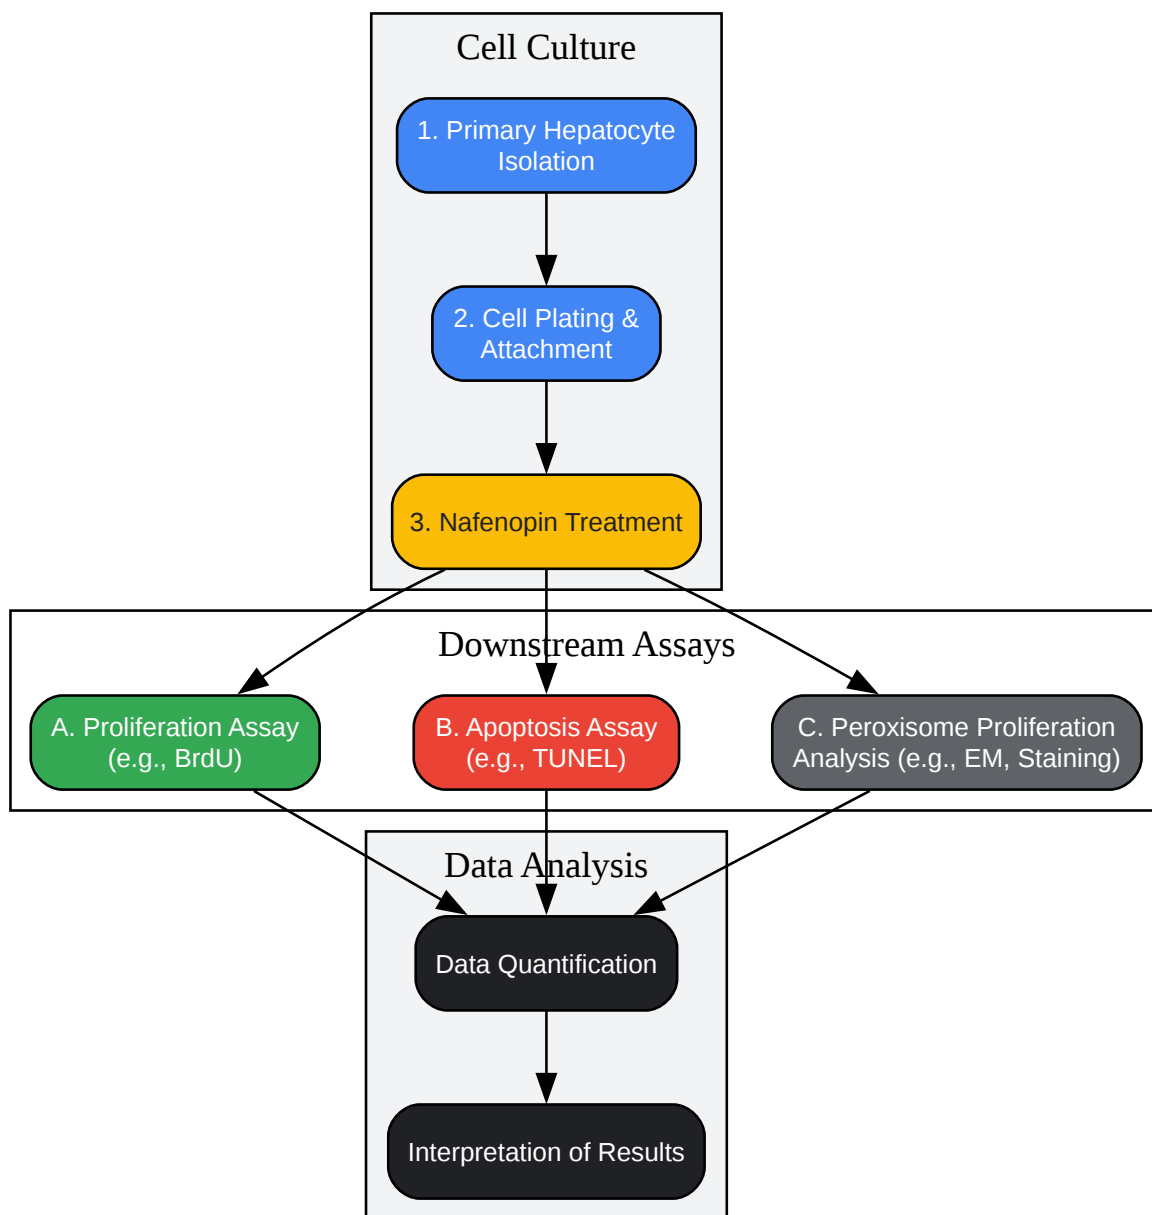 Cell Culture
1. Primary Hepatocyte
Isolation
2. Cell Plating &
Attachment
3. Nafenopin Treatment
Downstream Assays
A. Proliferation Assay
(e.g., BrdU)
B. Apoptosis Assay
(e.g., TUNEL)
C. Peroxisome Proliferation
Analysis (e.g., EM, Staining)
Data Analysis
Data Quantification
Interpretation of Results